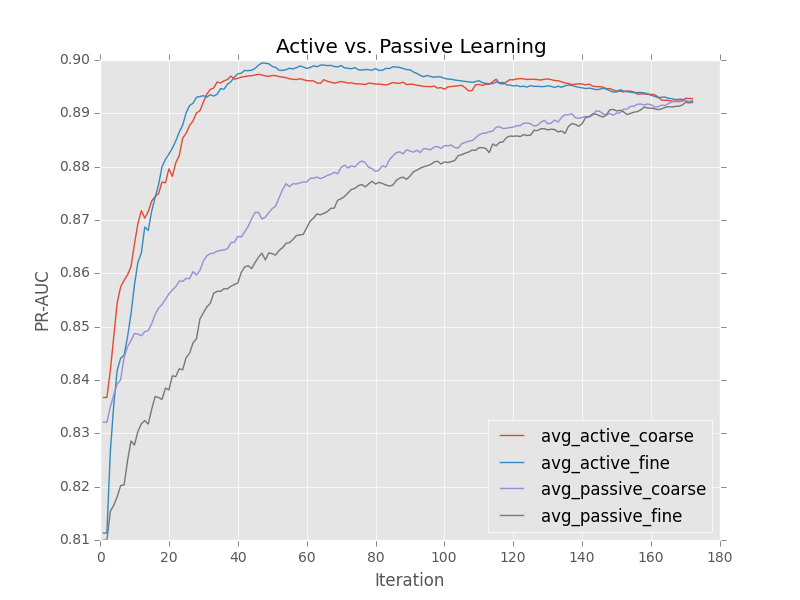 Active vs. Passive Learning
0.90
0.89
0.88
0.87
0.86
0.85
0.84
0.83
0.82
0.81
PR-AUC
avg_active_coarse
avg_active_fine
avg_passive_coarse
avg_passive_fine
0 20 40 60 80 100 120 140 160 180
Iteration